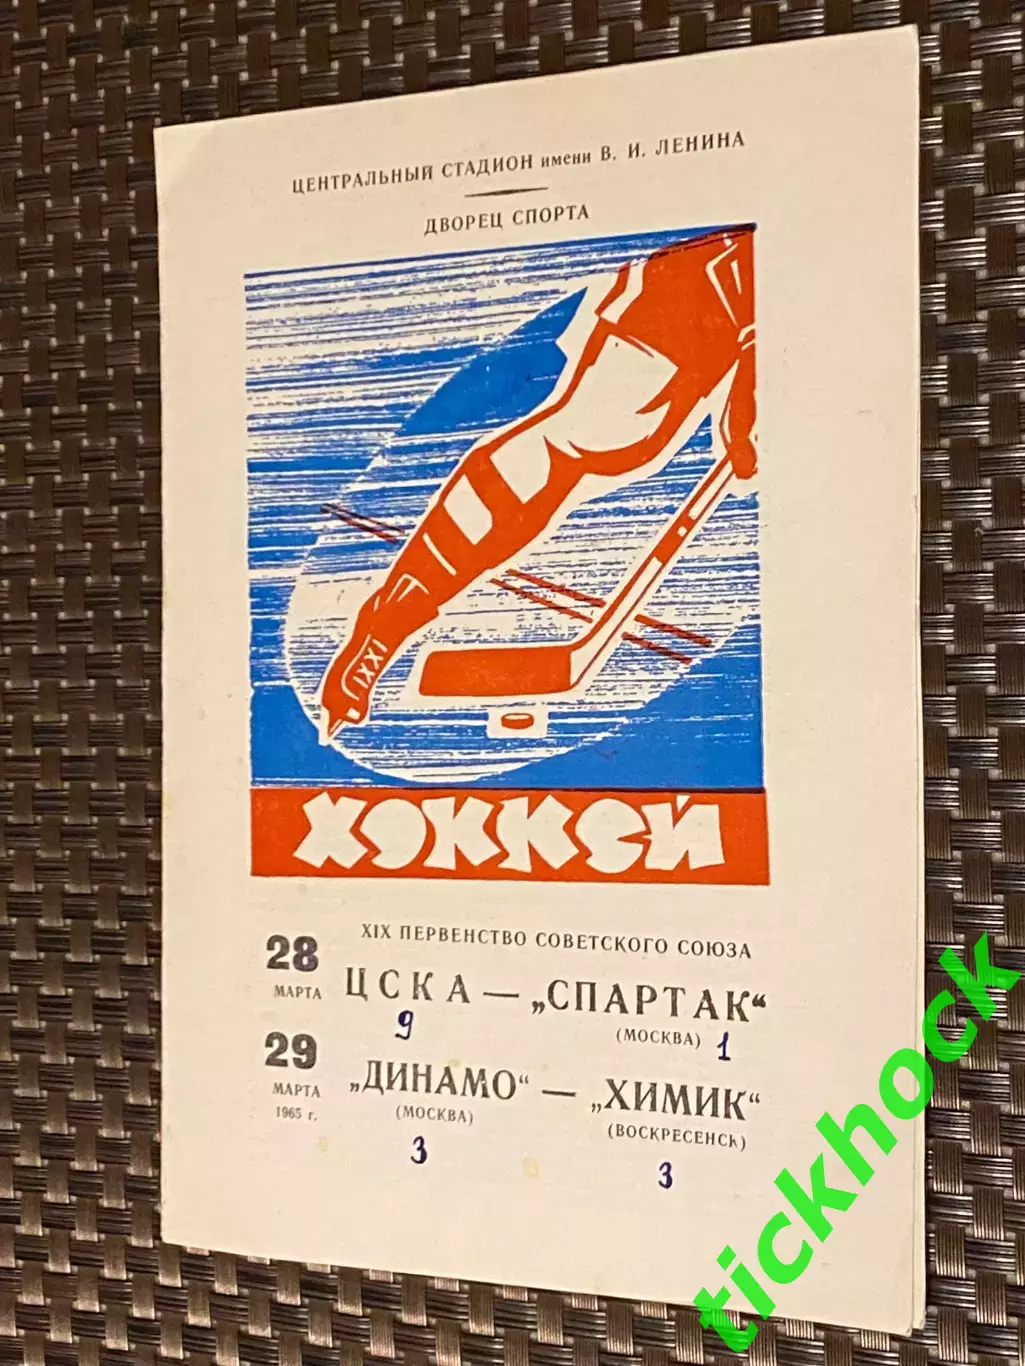 ЦЕНТРАЛЬНЫЙ СТАДИОН имени В. И. ЛЕНИНА
ДВОРЕЦ СПОРТА
ХОККЕЙ
XIX ПЕРВЕНСТВО СОВЕТСКОГО СОЮЗА
28 МАРТА ЦСКА — „СПАРТАК“
(МОСКВА)
9 1
29 МАРТА 1965 г. „ДИНАМО“ — „ХИМИК“
(МОСКВА) (ВОСКРЕСЕНСК)
3 3
tickhock